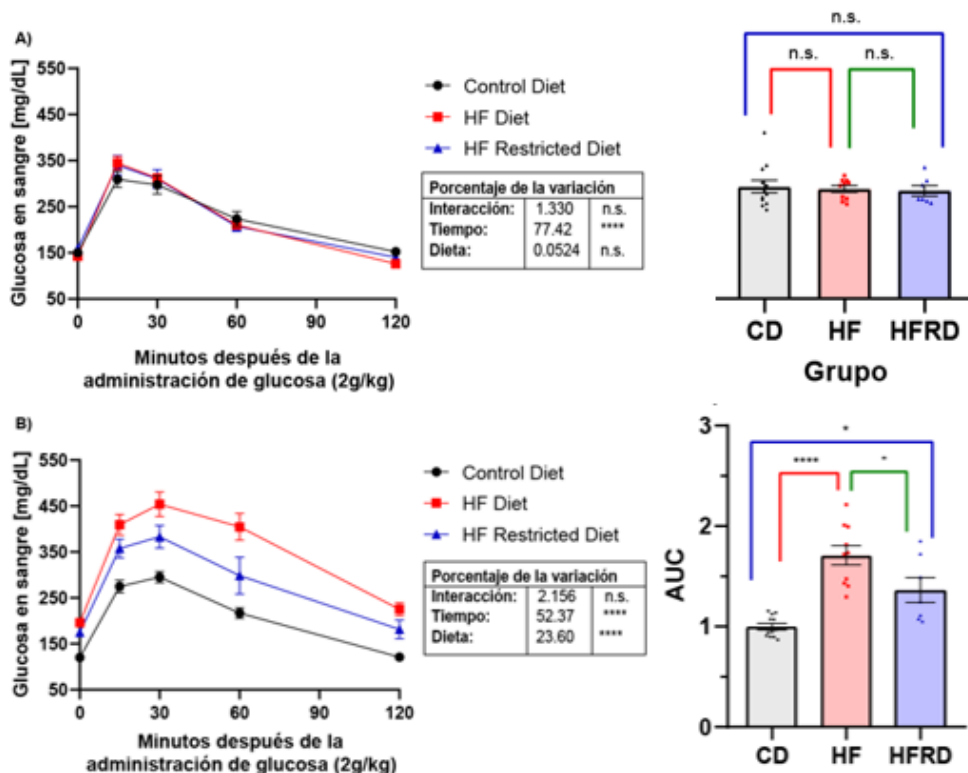 A)
550
450
350
250
150
50
Glucosa en sangre [mg/dL]
0
30
60
90
120
Minutos después de la
administración de glucosa (2g/kg)
Control Diet
HF Diet
HF Restricted Diet
Porcentaje de la variación
Interacción: 1.330 n.s.
Tiempo: 77.42 ****
Dieta: 0.0524 n.s.
n.s.
n.s.
n.s.
CD
HF
HFRD
Grupo
B)
550
450
350
250
150
50
Glucosa en sangre [mg/dL]
0
30
60
90
120
Minutos después de la
administración de glucosa (2g/kg)
Control Diet
HF Diet
HF Restricted Diet
Porcentaje de la variación
Interacción: 2.156 n.s.
Tiempo: 52.37 ****
Dieta: 23.60 ****
3
2
1
0
AUC
*
****
*
CD
HF
HFRD